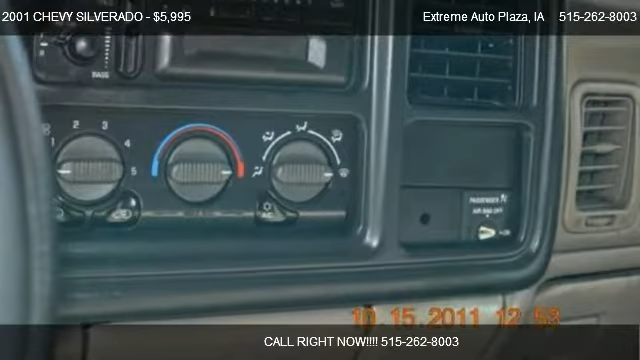 2001 CHEVY SILVERADO - $5,995
Extreme Auto Plaza, IA 515-262-8003
BASS
1 2 3 4 5
PASSENGER
AIR BAG OFF
10 15 2011 12 53
CALL RIGHT NOW!!!! 515-262-8003